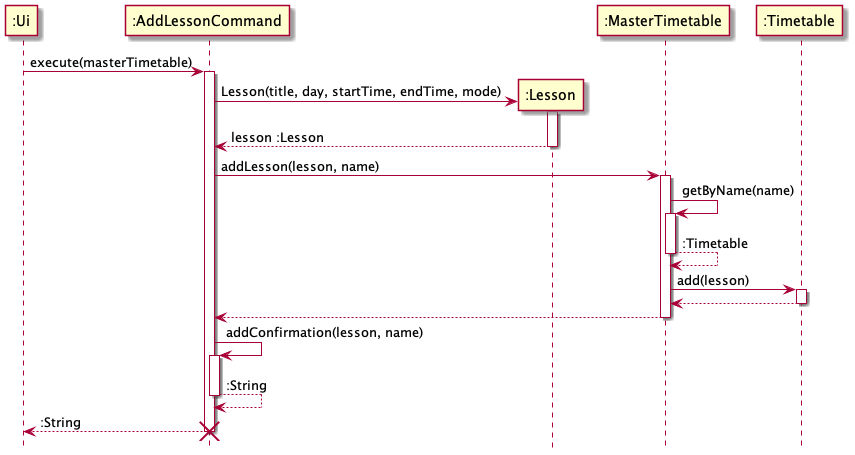 :Ui
:AddLessonCommand
:MasterTimetable
:Timetable
execute(masterTimetable)
Lesson(title, day, startTime, endTime, mode)
:Lesson
lesson :Lesson
addLesson(lesson, name)
getByName(name)
:Timetable
add(lesson)
addConfirmation(lesson, name)
:String
:String